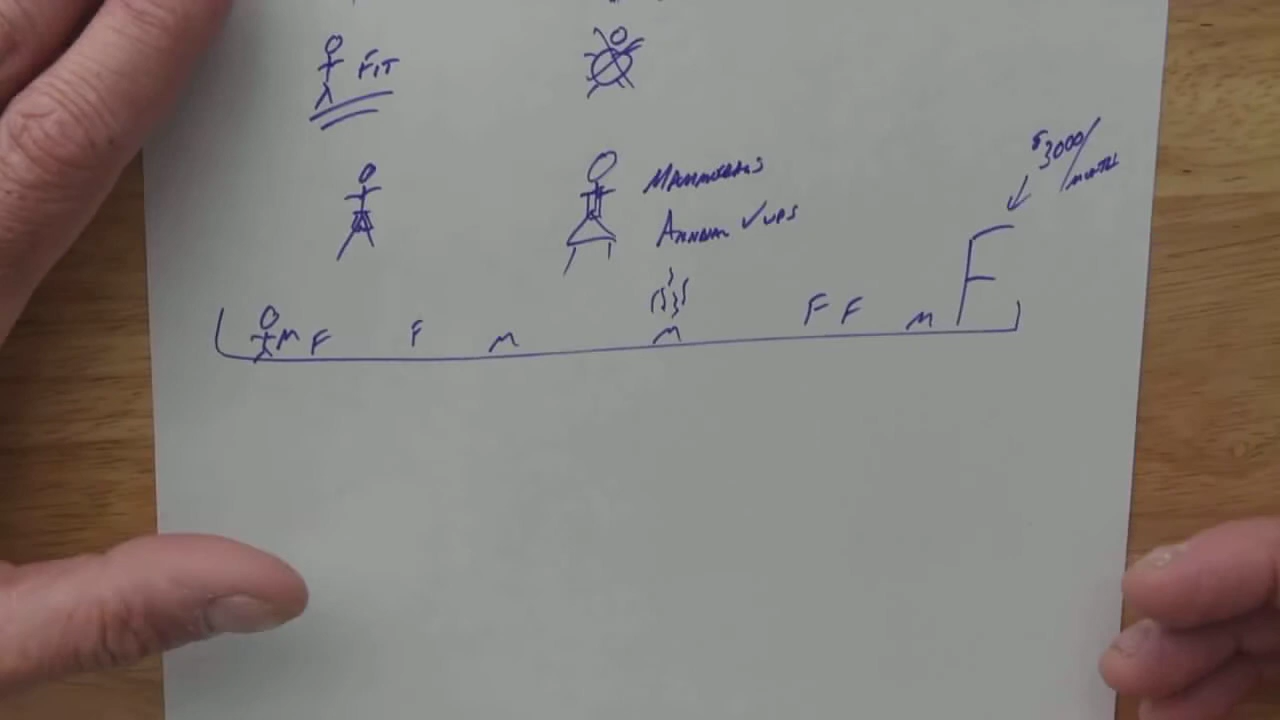 FIT
$3000/
MONTH
MAMMOGRAMS
ANNUAL ✓UPS
F
M F F M M F F M